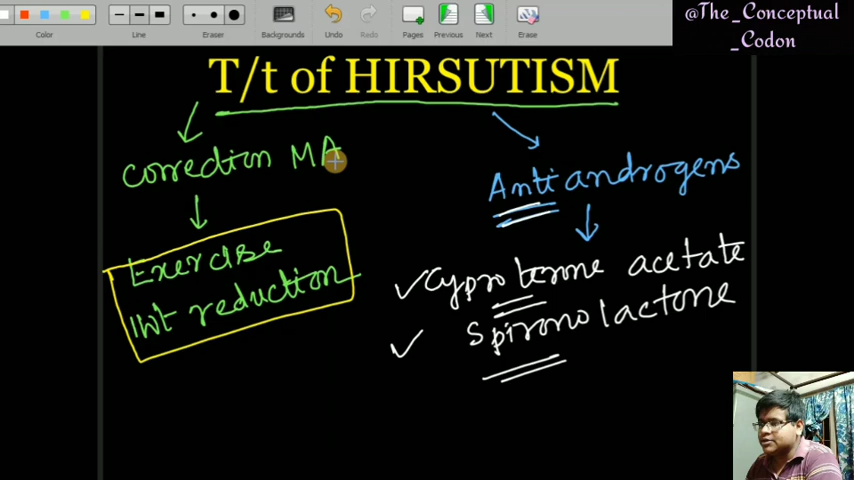 Color
Line
Eraser
Backgrounds
Undo
Redo
Pages
Previous
Next
Erase
@The_Conceptual
_Codon
T/t of HIRSUTISM
Correction MA
Exercise
Wt reduction
Antiandrogens
Cyproterone acetate
Spironolactone